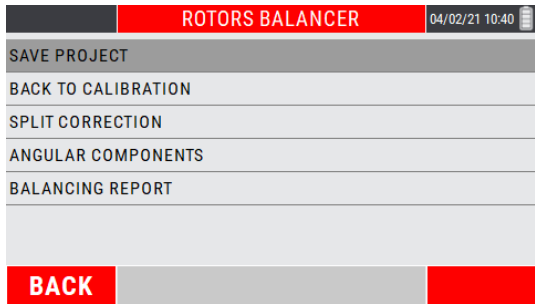 ROTORS BALANCER
04/02/21 10:40
SAVE PROJECT
BACK TO CALIBRATION
SPLIT CORRECTION
ANGULAR COMPONENTS
BALANCING REPORT
BACK